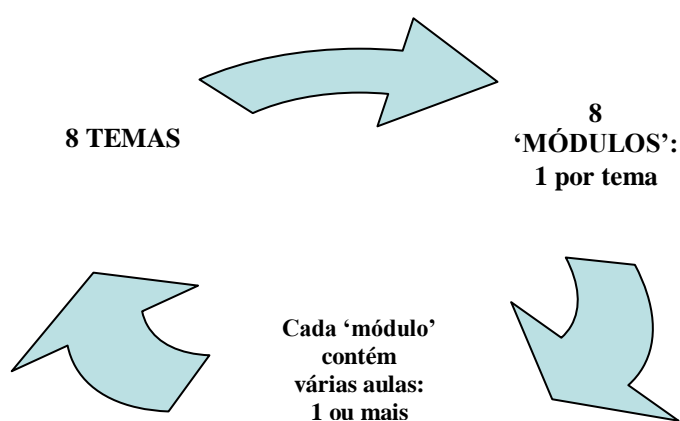 8 TEMAS
8
‘MÓDULOS’:
1 por tema
Cada ‘módulo’
contém
várias aulas:
1 ou mais